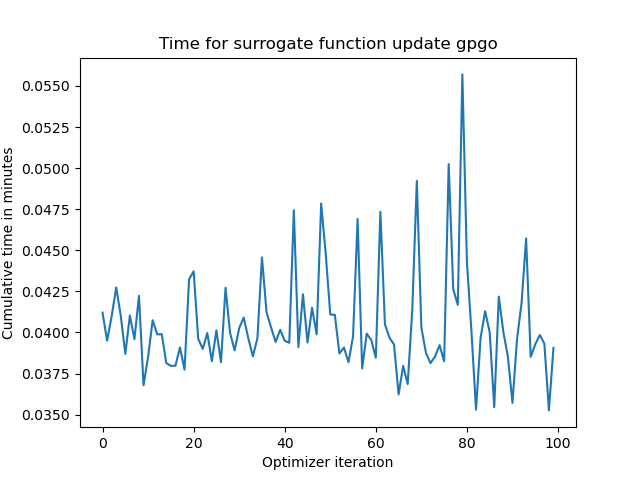 Time for surrogate function update gpgo
Cumulative time in minutes
0.0550
0.0525
0.0500
0.0475
0.0450
0.0425
0.0400
0.0375
0.0350
0 20 40 60 80 100
Optimizer iteration